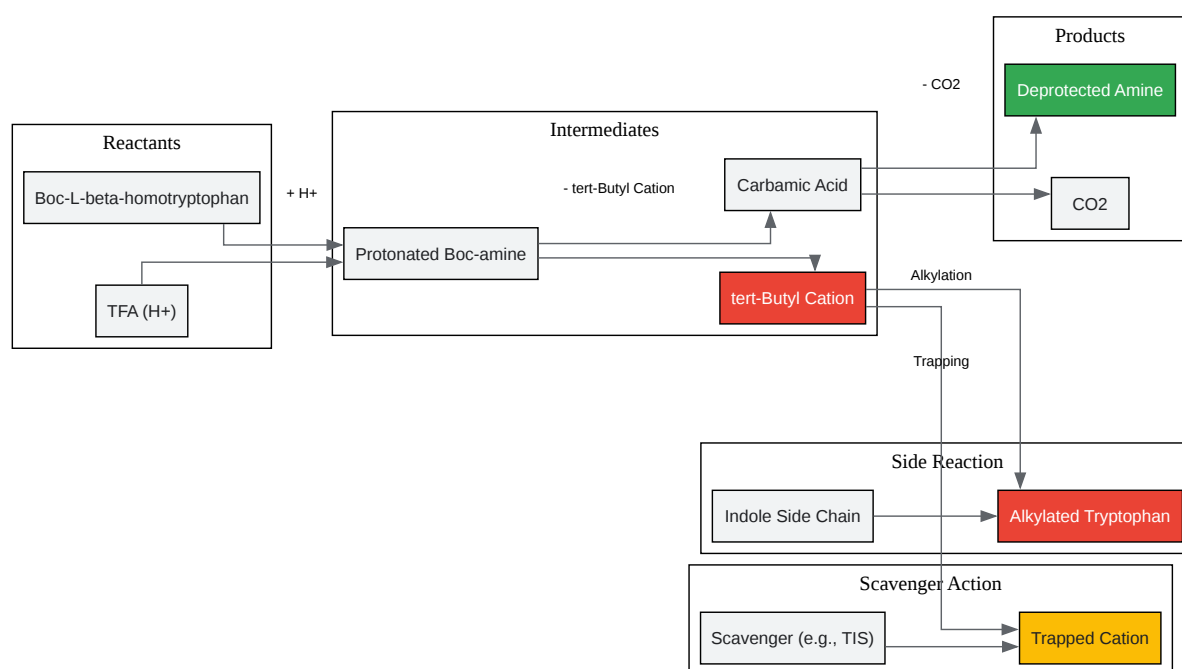 Reactants
Boc-L-beta-homotryptophan
TFA (H+)
+ H+
Intermediates
Protonated Boc-amine
- tert-Butyl Cation
Carbamic Acid
tert-Butyl Cation
- CO2
Products
Deprotected Amine
CO2
Alkylation
Trapping
Side Reaction
Indole Side Chain
Alkylated Tryptophan
Scavenger Action
Scavenger (e.g., TIS)
Trapped Cation